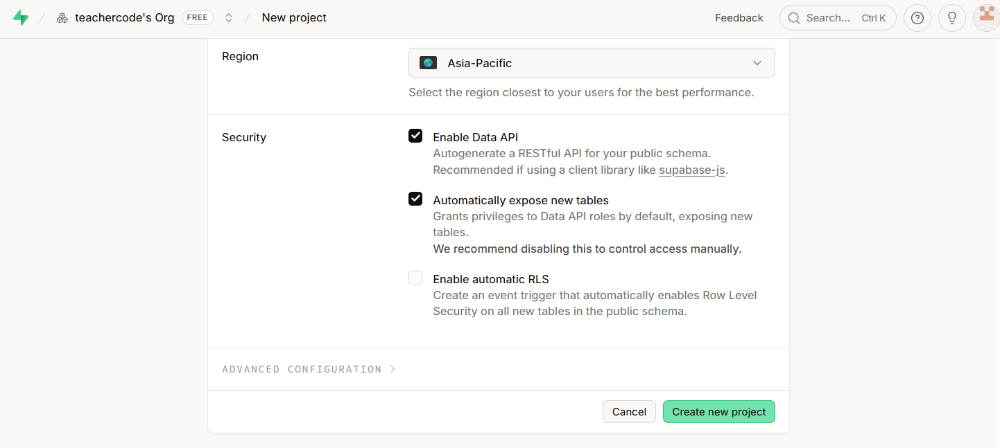 teachercode's Org FREE New project Feedback Search... Ctrl K
Region Asia-Pacific
Select the region closest to your users for the best performance.
Security Enable Data API
Autogenerate a RESTful API for your public schema.
Recommended if using a client library like supabase-js.
Automatically expose new tables
Grants privileges to Data API roles by default, exposing new
tables.
We recommend disabling this to control access manually.
Enable automatic RLS
Create an event trigger that automatically enables Row Level
Security on all new tables in the public schema.
ADVANCED CONFIGURATION
Cancel Create new project